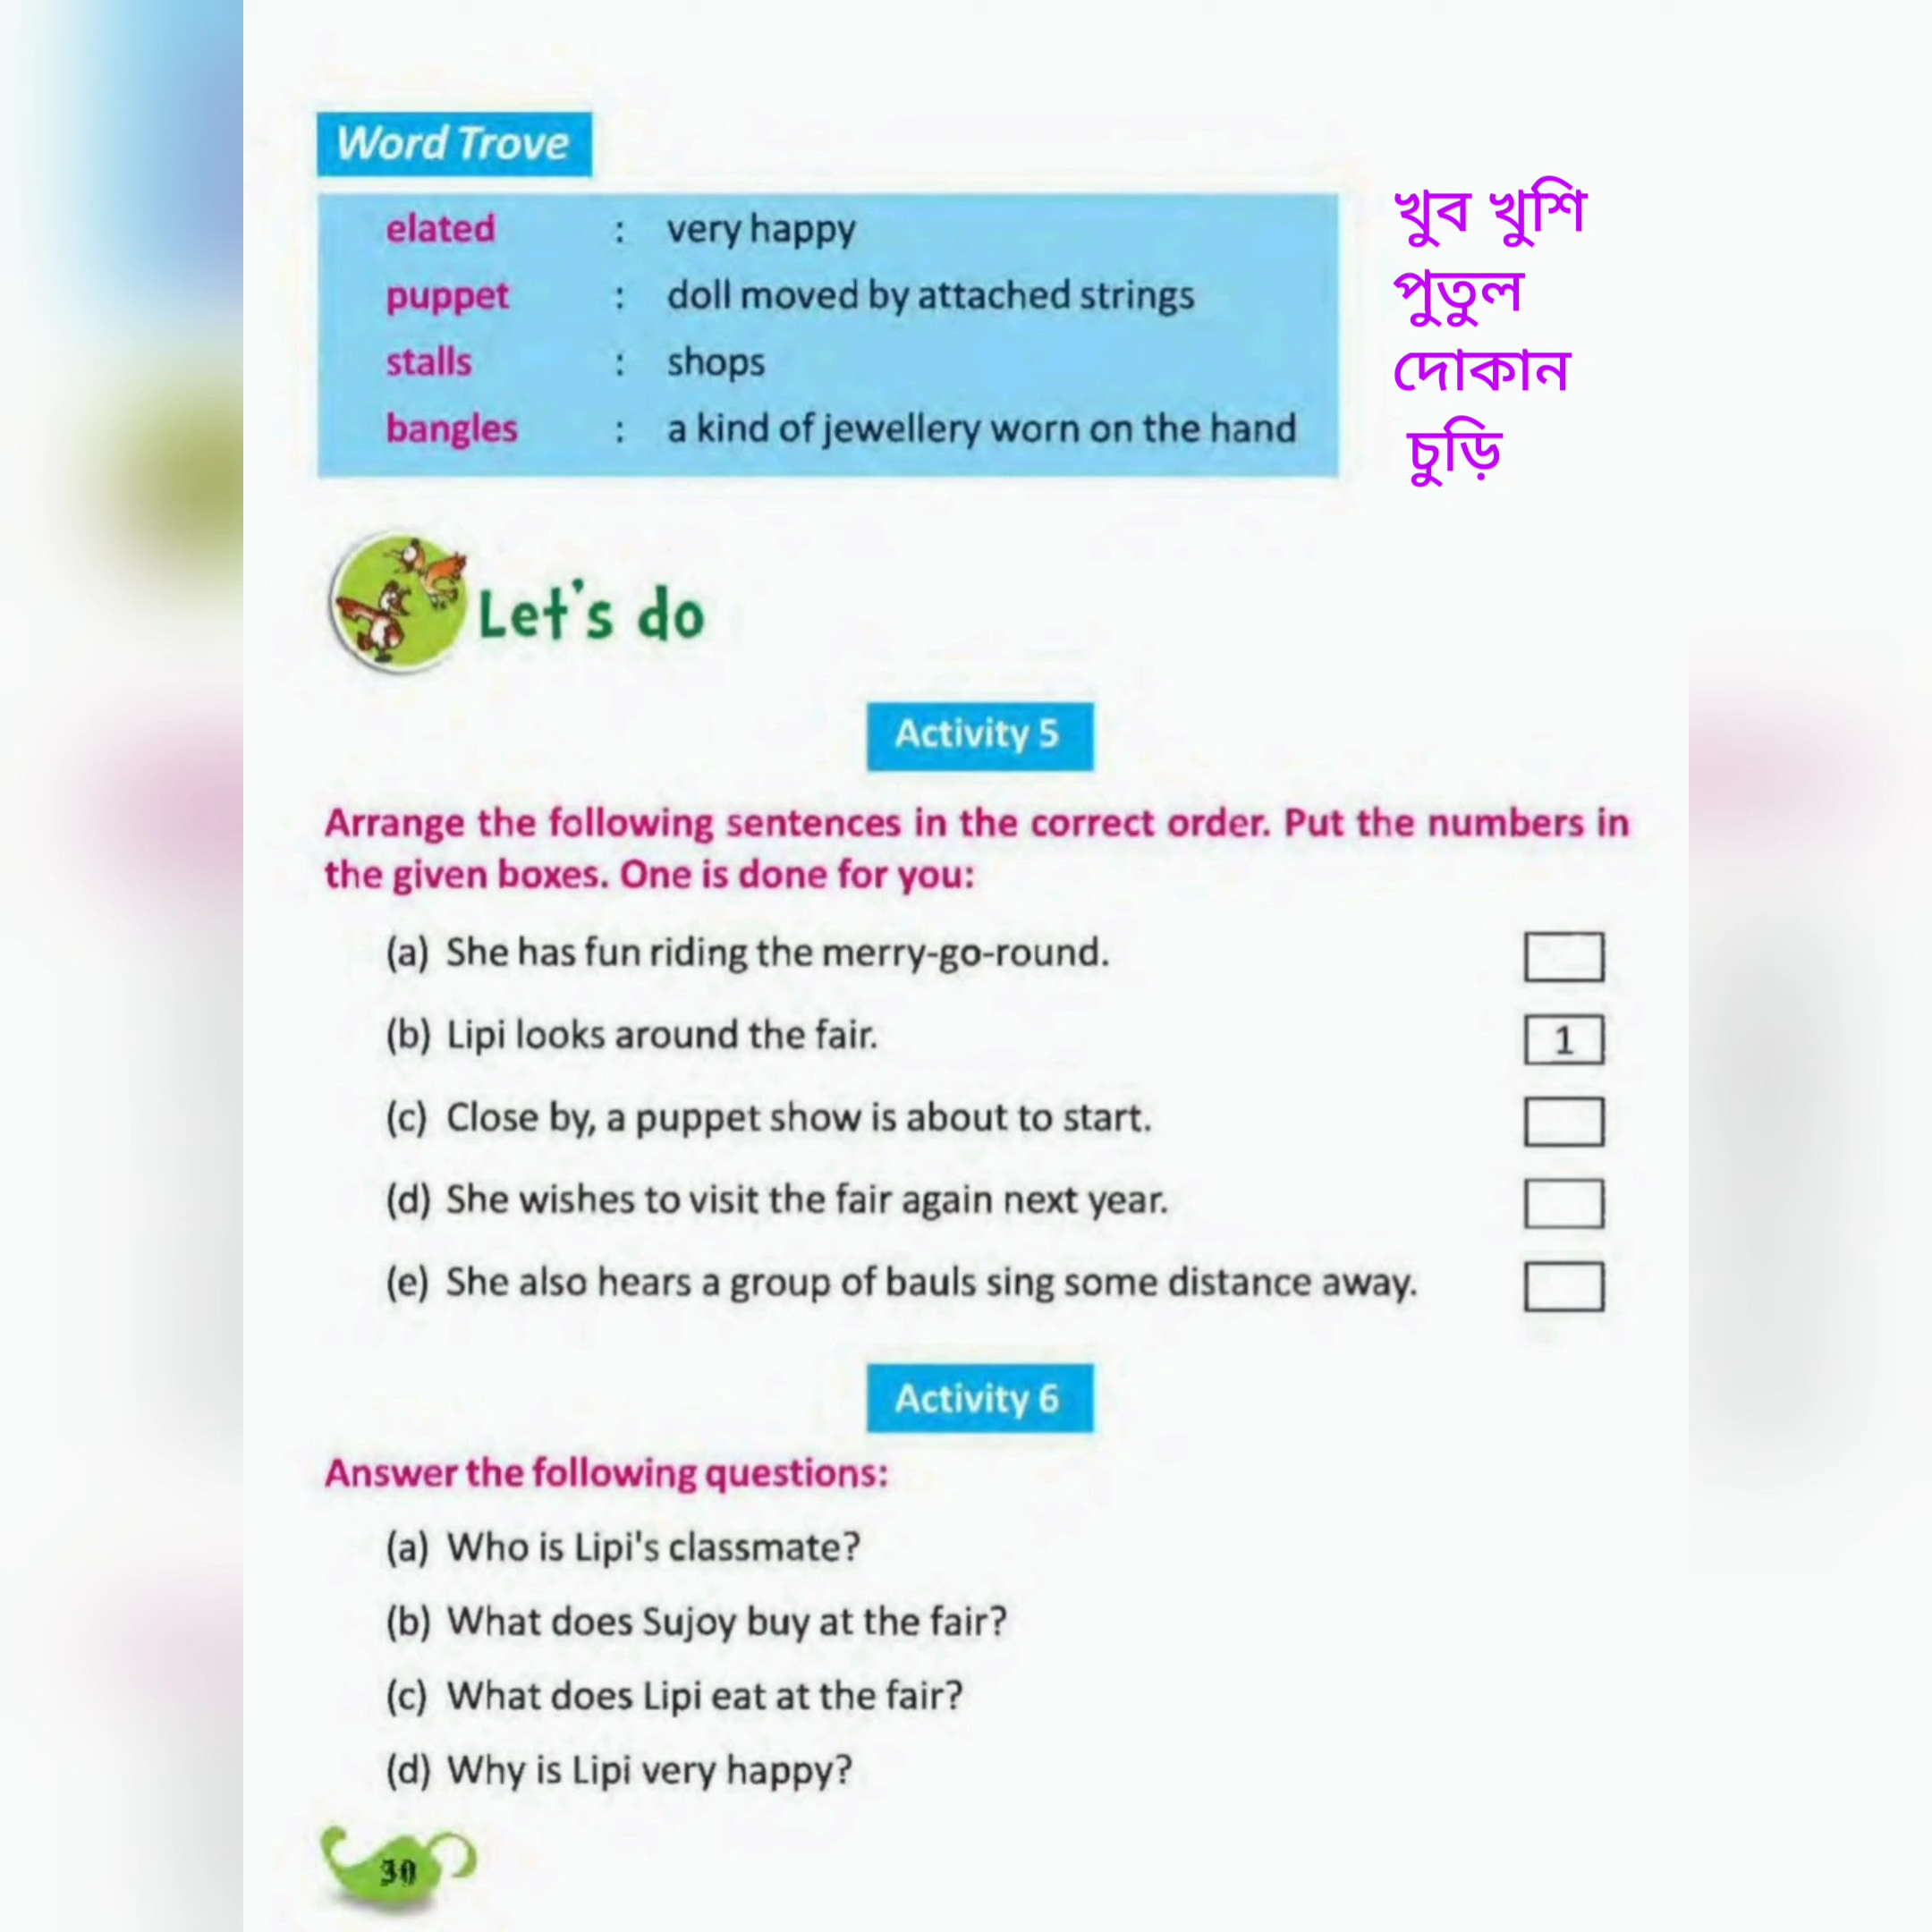 Word Trove
elated : very happy খুব খুশি
puppet : doll moved by attached strings পুতুল
stalls : shops দোকান
bangles : a kind of jewellery worn on the hand চুড়ি
Let's do
Activity 5
Arrange the following sentences in the correct order. Put the numbers in
the given boxes. One is done for you:
(a) She has fun riding the merry-go-round.
(b) Lipi looks around the fair. 1
(c) Close by, a puppet show is about to start.
(d) She wishes to visit the fair again next year.
(e) She also hears a group of bauls sing some distance away.
Activity 6
Answer the following questions:
(a) Who is Lipi's classmate?
(b) What does Sujoy buy at the fair?
(c) What does Lipi eat at the fair?
(d) Why is Lipi very happy?
30